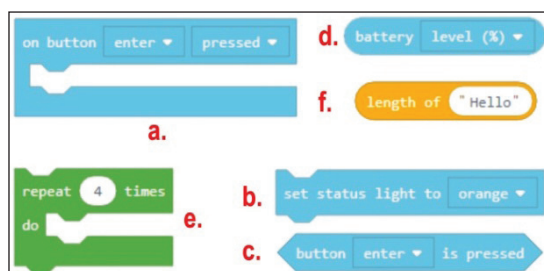 on button enter pressed
d. battery level (%)
f. length of "Hello"
a.
repeat 4 times
do
e.
b. set status light to orange
c. button enter is pressed